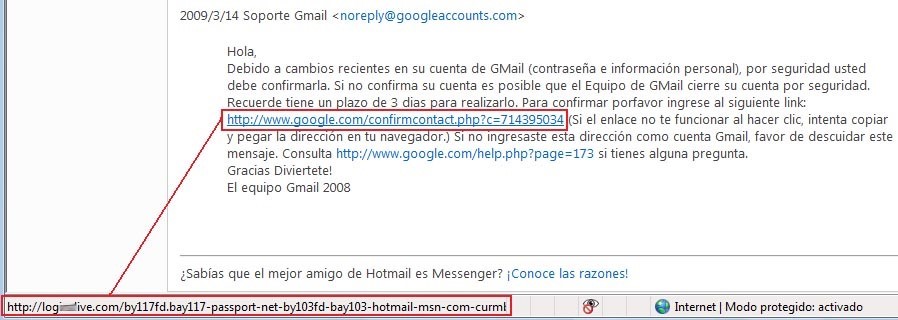 2009/3/14 Soporte Gmail <noreply@googleaccounts.com>
Hola,
Debido a cambios recientes en su cuenta de GMail (contraseña e información personal), por seguridad usted
debe confirmarla. Si no confirma su cuenta es posible que el Equipo de GMail cierre su cuenta por seguridad.
Recuerde tiene un plazo de 3 dias para realizarlo. Para confirmar porfavor ingrese al siguiente link:
http://www.google.com/confirmcontact.php?c=714395034 (Si el enlace no te funcionar al hacer clic, intenta copiar
y pegar la dirección en tu navegador.) Si no ingresaste esta dirección como cuenta Gmail, favor de descuidar este
mensaje. Consulta http://www.google.com/help.php?page=173 si tienes alguna pregunta.
Gracias Diviertete!
El equipo Gmail 2008
¿Sabías que el mejor amigo de Hotmail es Messenger? ¡Conoce las razones!
http://logi live.com/by117fd.bay117-passport-net-by103fd-bay103-hotmail-msn-com-curml
Internet | Modo protegido: activado